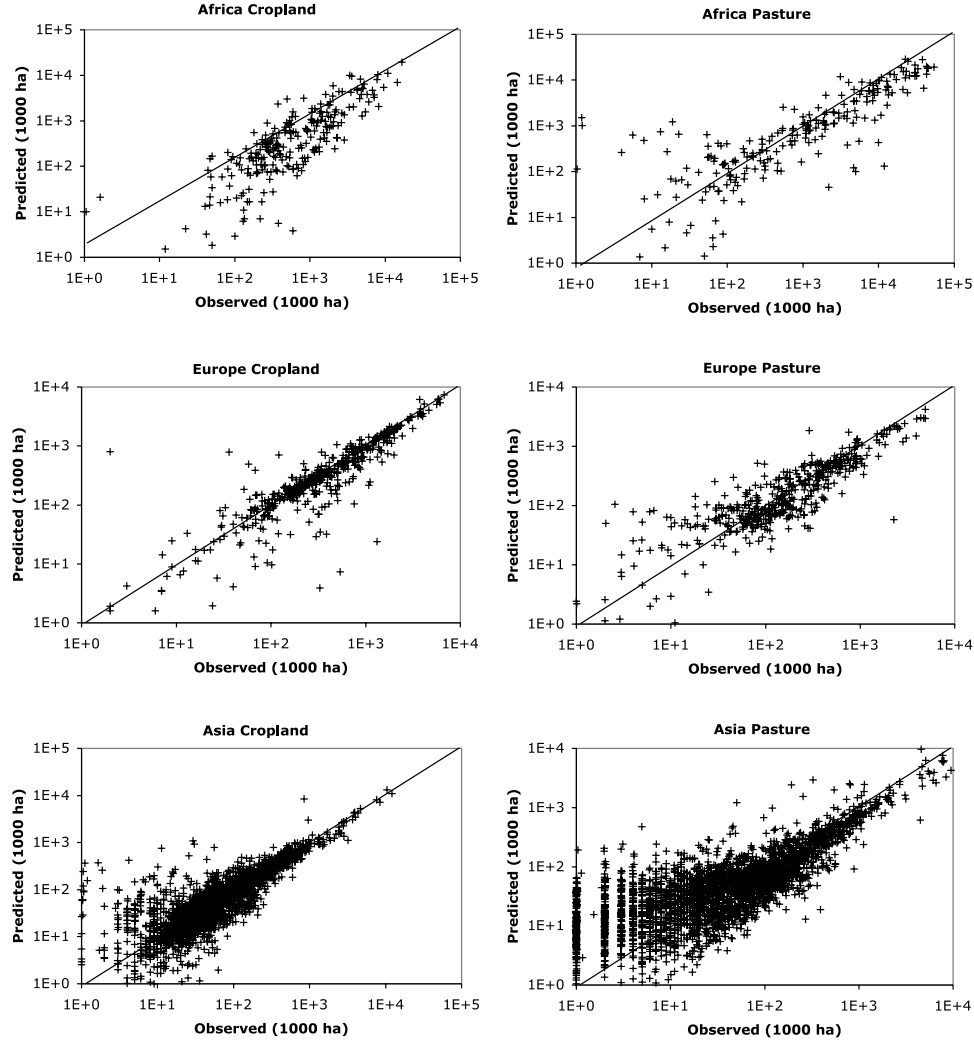 Africa Cropland
1E+5
1E+4
1E+3
1E+2
1E+1
1E+0
Predicted (1000 ha)
1E+0 1E+1 1E+2 1E+3 1E+4 1E+5
Observed (1000 ha)
Africa Pasture
1E+5
1E+4
1E+3
1E+2
1E+1
1E+0
Predicted (1000 ha)
1E+0 1E+1 1E+2 1E+3 1E+4 1E+5
Observed (1000 ha)
Europe Cropland
1E+4
1E+3
1E+2
1E+1
1E+0
Predicted (1000 ha)
1E+0 1E+1 1E+2 1E+3 1E+4
Observed (1000 ha)
Europe Pasture
1E+4
1E+3
1E+2
1E+1
1E+0
Predicted (1000 ha)
1E+0 1E+1 1E+2 1E+3 1E+4
Observed (1000 ha)
Asia Cropland
1E+5
1E+4
1E+3
1E+2
1E+1
1E+0
Predicted (1000 ha)
1E+0 1E+1 1E+2 1E+3 1E+4 1E+5
Observed (1000 ha)
Asia Pasture
1E+4
1E+3
1E+2
1E+1
1E+0
Predicted (1000 ha)
1E+0 1E+1 1E+2 1E+3 1E+4
Observed (1000 ha)